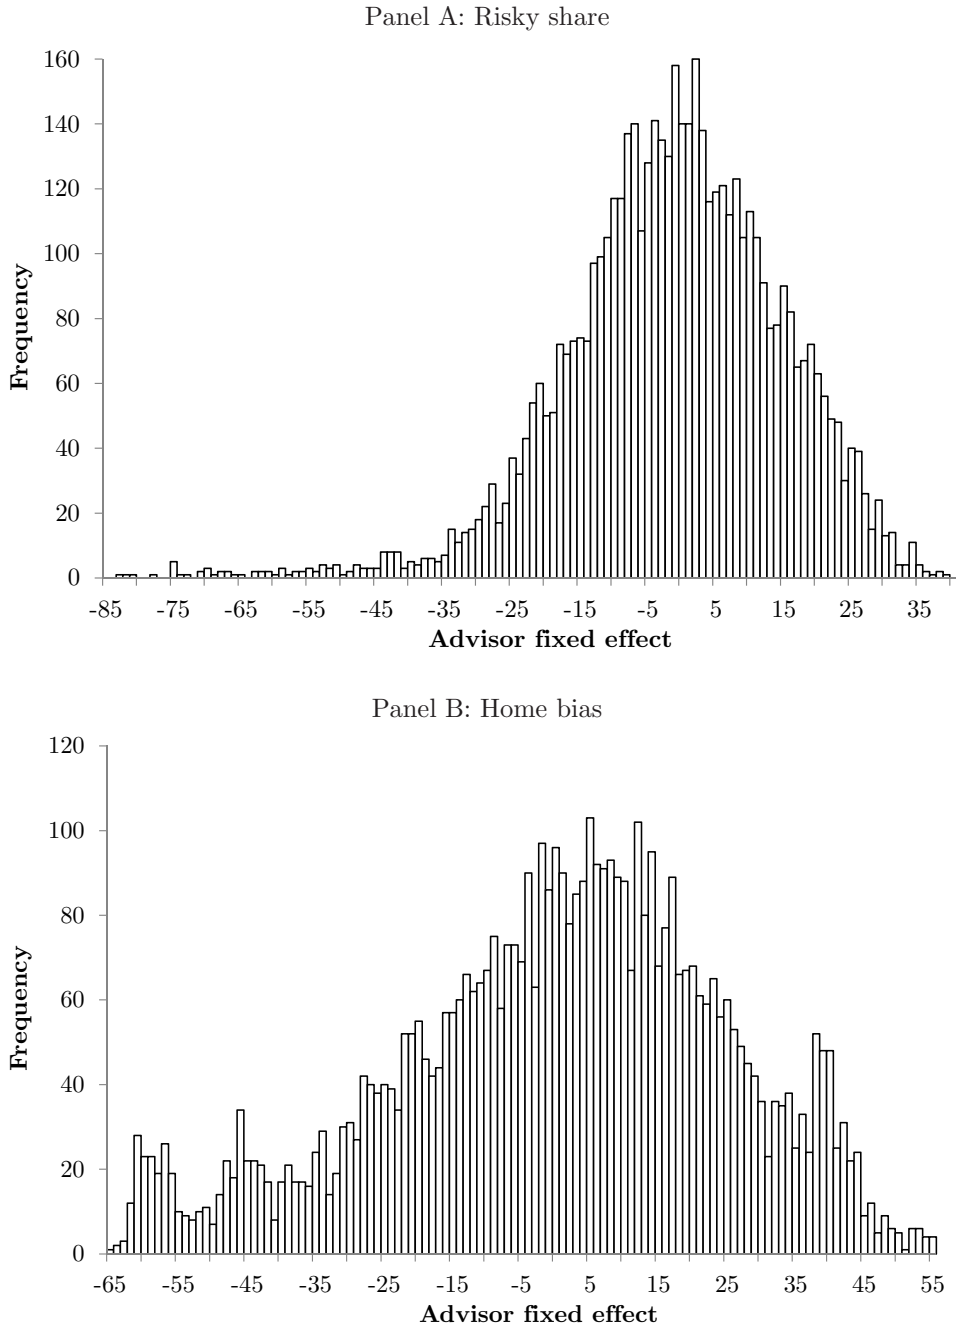 Panel A: Risky share
160
140
120
100
80
60
40
20
0
Frequency
-85 -75 -65 -55 -45 -35 -25 -15 -5 5 15 25 35
Advisor fixed effect
Panel B: Home bias
120
100
80
60
40
20
0
Frequency
-65 -55 -45 -35 -25 -15 -5 5 15 25 35 45 55
Advisor fixed effect